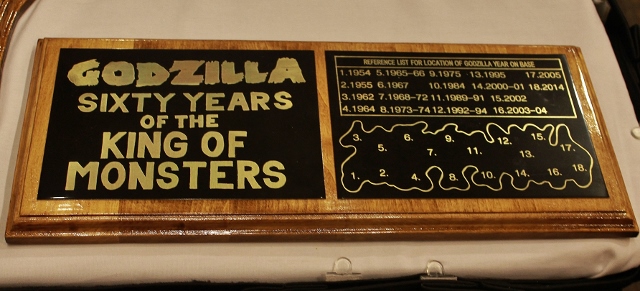 GODZILLA
SIXTY YEARS
OF THE
KING OF
MONSTERS
REFERENCE LIST FOR LOCATION OF GODZILLA YEAR ON BASE
1.1954 5.1965-66 9.1975 13.1995 17.2005
2.1955 6.1967 10.1984 14.2000-01 18.2014
3.1962 7.1968-72 11.1989-91 15.2002
4.1964 8.1973-74 12.1992-94 16.2003-04
3. 6. 9. 12. 15.
5. 7. 11. 13. 17.
1. 2. 4. 8. 10. 14. 16. 18.